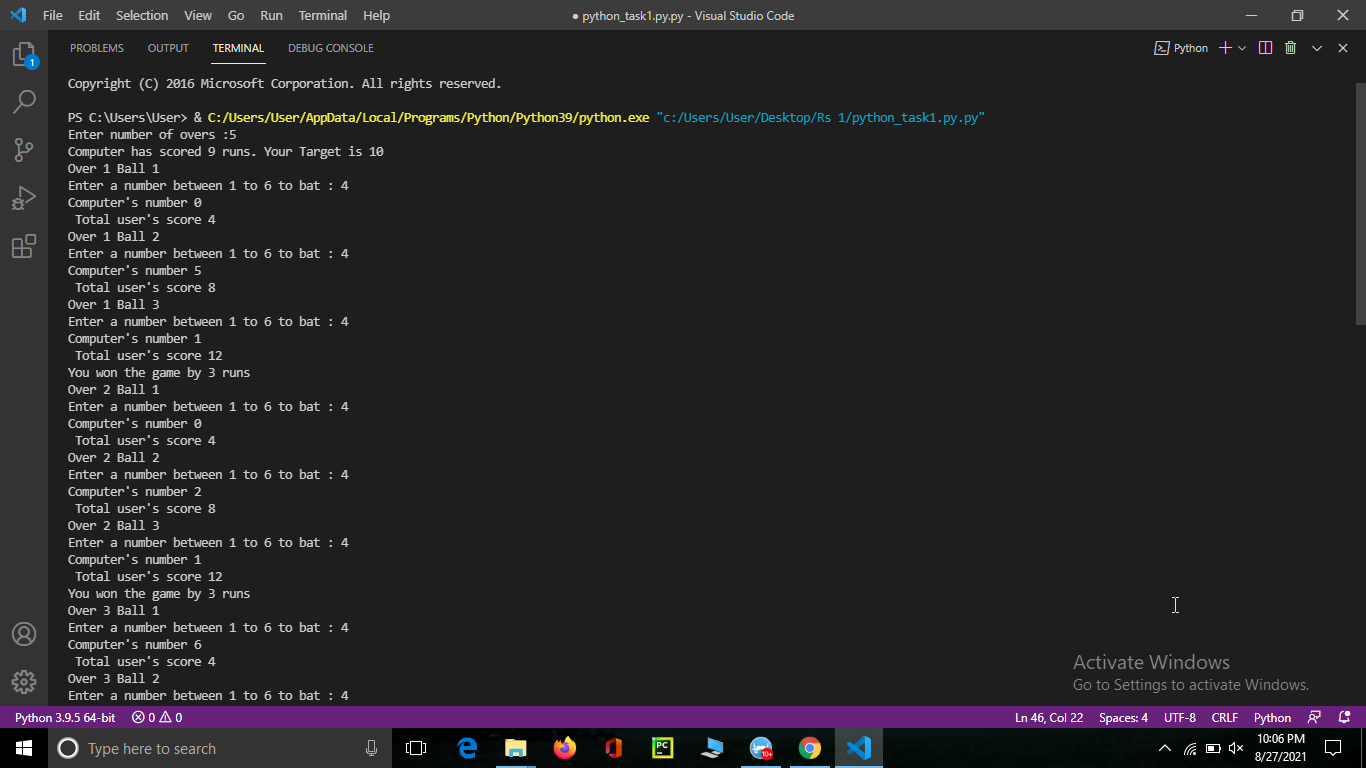 File Edit Selection View Go Run Terminal Help ● python_task1.py.py - Visual Studio Code
PROBLEMS OUTPUT TERMINAL DEBUG CONSOLE Python
1
Copyright (C) 2016 Microsoft Corporation. All rights reserved.
PS C:\Users\User> & C:/Users/User/AppData/Local/Programs/Python/Python39/python.exe "c:/Users/User/Desktop/Rs 1/python_task1.py.py"
Enter number of overs :5
Computer has scored 9 runs. Your Target is 10
Over 1 Ball 1
Enter a number between 1 to 6 to bat : 4
Computer's number 0
 Total user's score 4
Over 1 Ball 2
Enter a number between 1 to 6 to bat : 4
Computer's number 5
 Total user's score 8
Over 1 Ball 3
Enter a number between 1 to 6 to bat : 4
Computer's number 1
 Total user's score 12
You won the game by 3 runs
Over 2 Ball 1
Enter a number between 1 to 6 to bat : 4
Computer's number 0
 Total user's score 4
Over 2 Ball 2
Enter a number between 1 to 6 to bat : 4
Computer's number 2
 Total user's score 8
Over 2 Ball 3
Enter a number between 1 to 6 to bat : 4
Computer's number 1
 Total user's score 12
You won the game by 3 runs
Over 3 Ball 1
Enter a number between 1 to 6 to bat : 4
Computer's number 6
 Total user's score 4
Over 3 Ball 2
Enter a number between 1 to 6 to bat : 4
Activate Windows
Go to Settings to activate Windows.
Python 3.9.5 64-bit 0 0 Ln 46, Col 22 Spaces: 4 UTF-8 CRLF Python
Type here to search PC 10+ 10:06 PM
8/27/2021